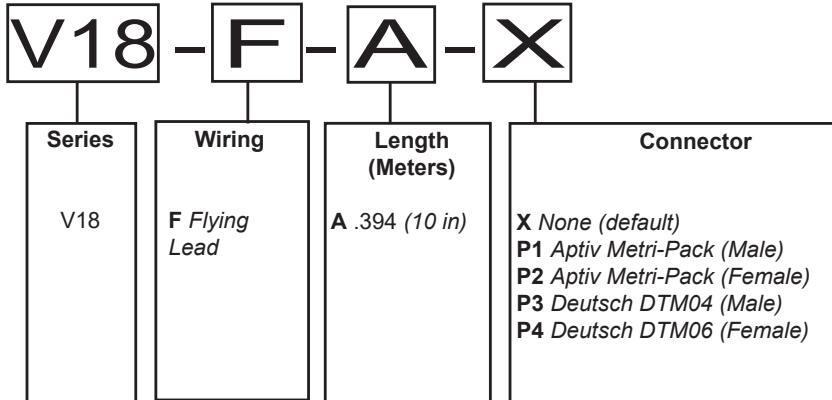 V18 - F - A - X
Series
V18
Wiring
F Flying
Lead
Length
(Meters)
A .394 (10 in)
Connector
X None (default)
P1 Aptiv Metri-Pack (Male)
P2 Aptiv Metri-Pack (Female)
P3 Deutsch DTM04 (Male)
P4 Deutsch DTM06 (Female)